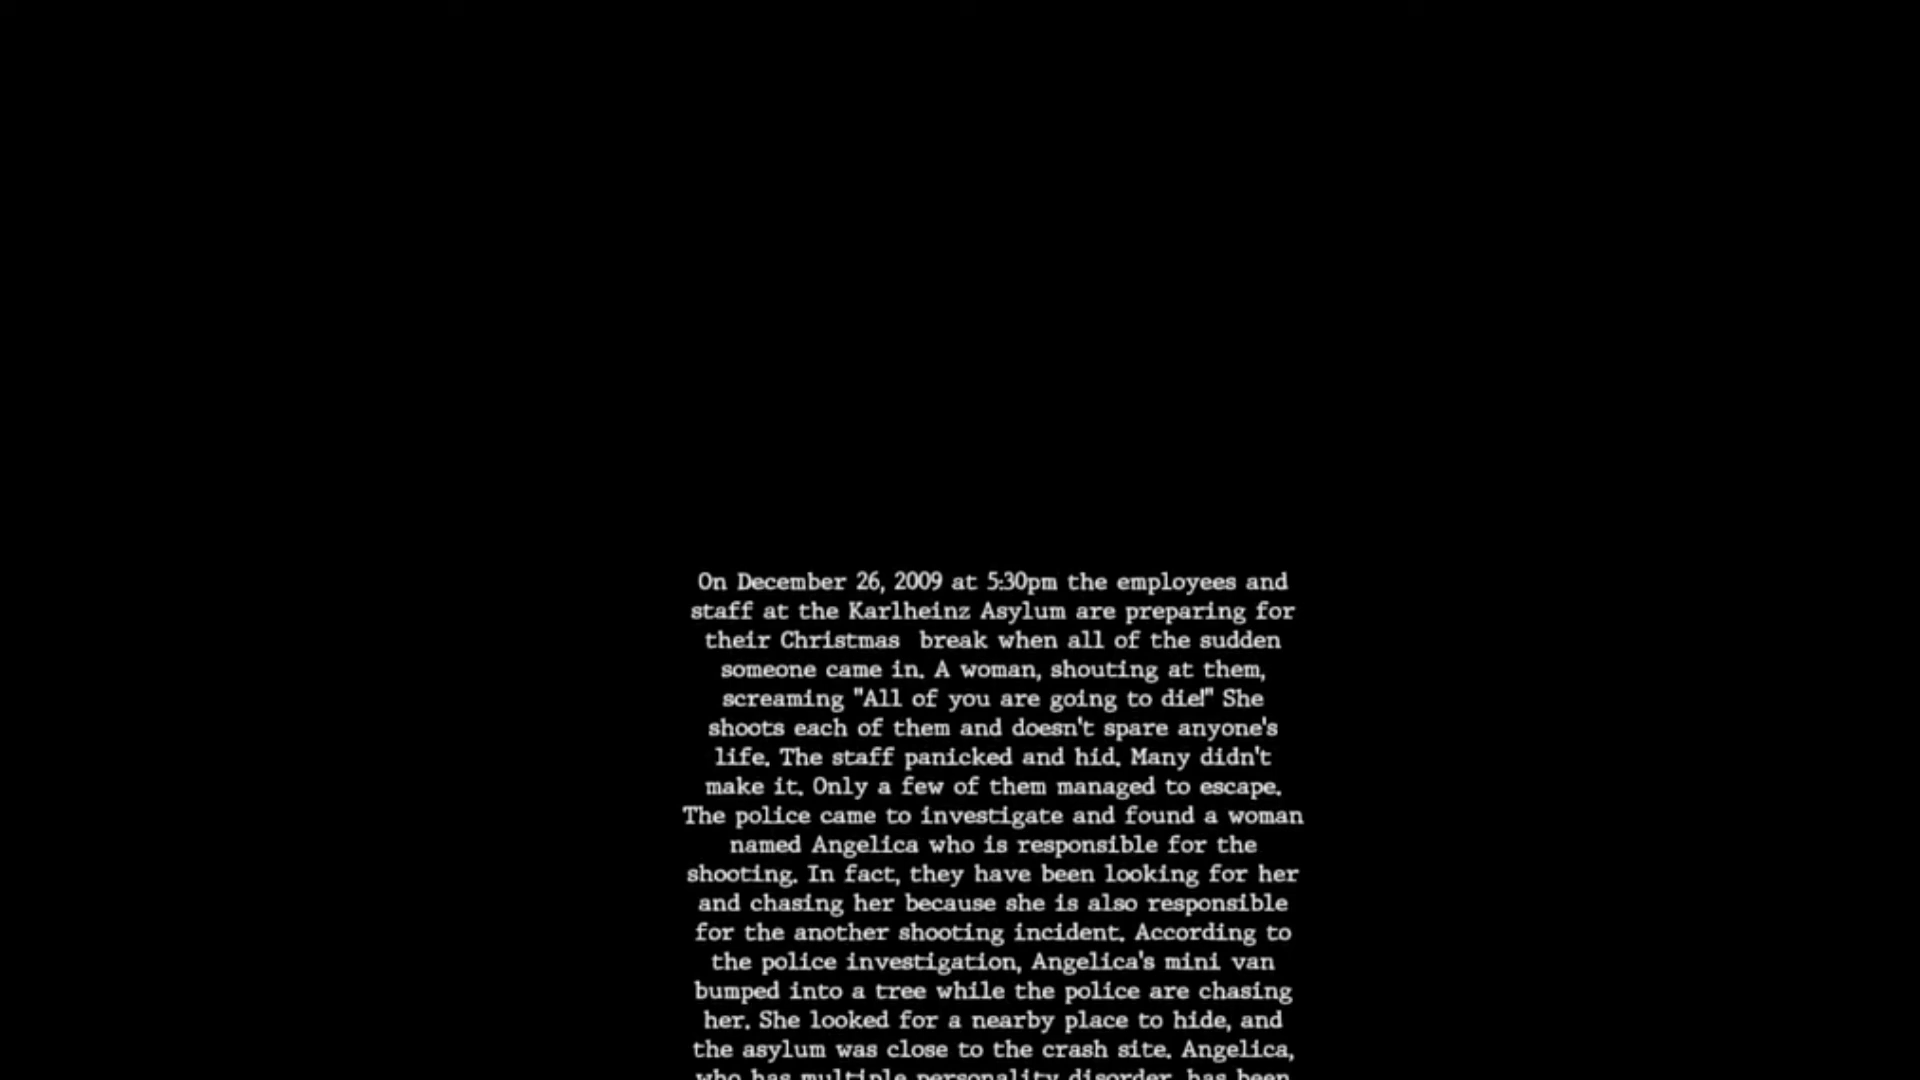 On December 26, 2009 at 5:30pm the employees and
staff at the Karlheinz Asylum are preparing for
their Christmas  break when all of the sudden
someone came in. A woman, shouting at them,
screaming "All of you are going to die!" She
shoots each of them and doesn't spare anyone's
life. The staff panicked and hid. Many didn't
make it. Only a few of them managed to escape.
The police came to investigate and found a woman
named Angelica who is responsible for the
shooting. In fact, they have been looking for her
and chasing her because she is also responsible
for the another shooting incident. According to
the police investigation, Angelica's mini van
bumped into a tree while the police are chasing
her. She looked for a nearby place to hide, and
the asylum was close to the crash site. Angelica,
who has multiple personality disorder, has been